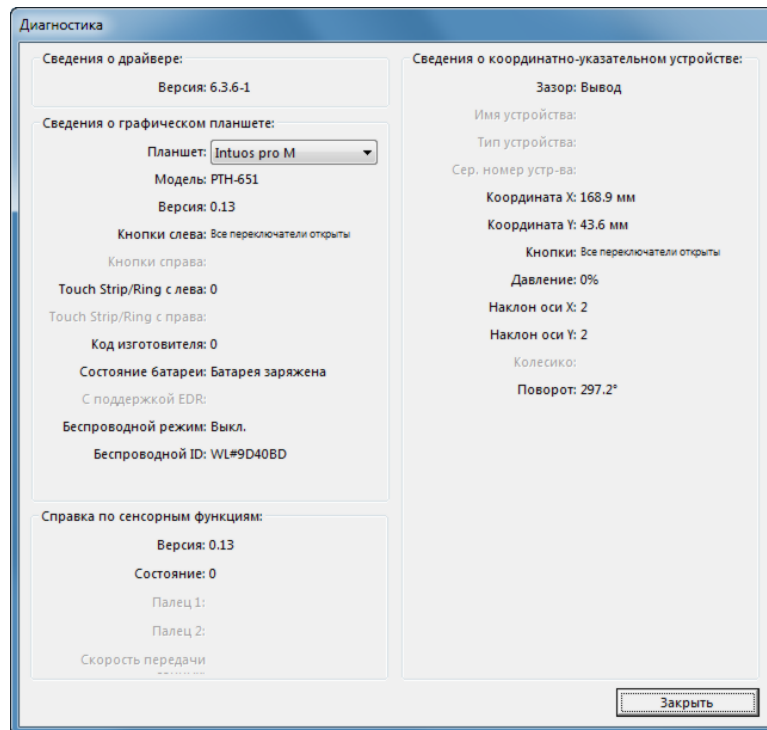 Диагностика
Сведения о драйвере:
Версия: 6.3.6-1
Сведения о графическом планшете:
Планшет: Intuos pro M
Модель: PTH-651
Версия: 0.13
Кнопки слева: Все переключатели открыты
Кнопки справа:
Touch Strip/Ring с лева: 0
Touch Strip/Ring с права:
Код изготовителя: 0
Состояние батареи: Батарея заряжена
С поддержкой EDR:
Беспроводной режим: Выкл.
Беспроводной ID: WL#9D40BD
Справка по сенсорным функциям:
Версия: 0.13
Состояние: 0
Палец 1:
Палец 2:
Скорость передачи
Сведения о координатно-указательном устройстве:
Зазор: Вывод
Имя устройства:
Тип устройства:
Сер. номер устр-ва:
Координата X: 168.9 мм
Координата Y: 43.6 мм
Кнопки: Все переключатели открыты
Давление: 0%
Наклон оси X: 2
Наклон оси Y: 2
Колесико:
Поворот: 297.2°
Закрыть